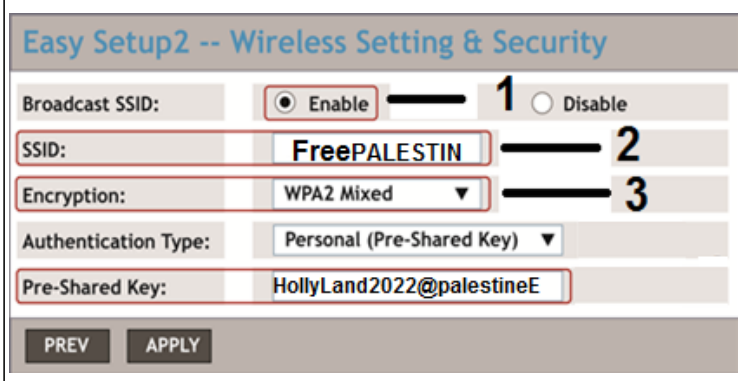 Easy Setup2 -- Wireless Setting & Security
Broadcast SSID: Enable 1 Disable
SSID: FreePALESTIN 2
Encryption: WPA2 Mixed ▼ 3
Authentication Type: Personal (Pre-Shared Key) ▼
Pre-Shared Key: HollyLand2022@palestineE
PREV APPLY